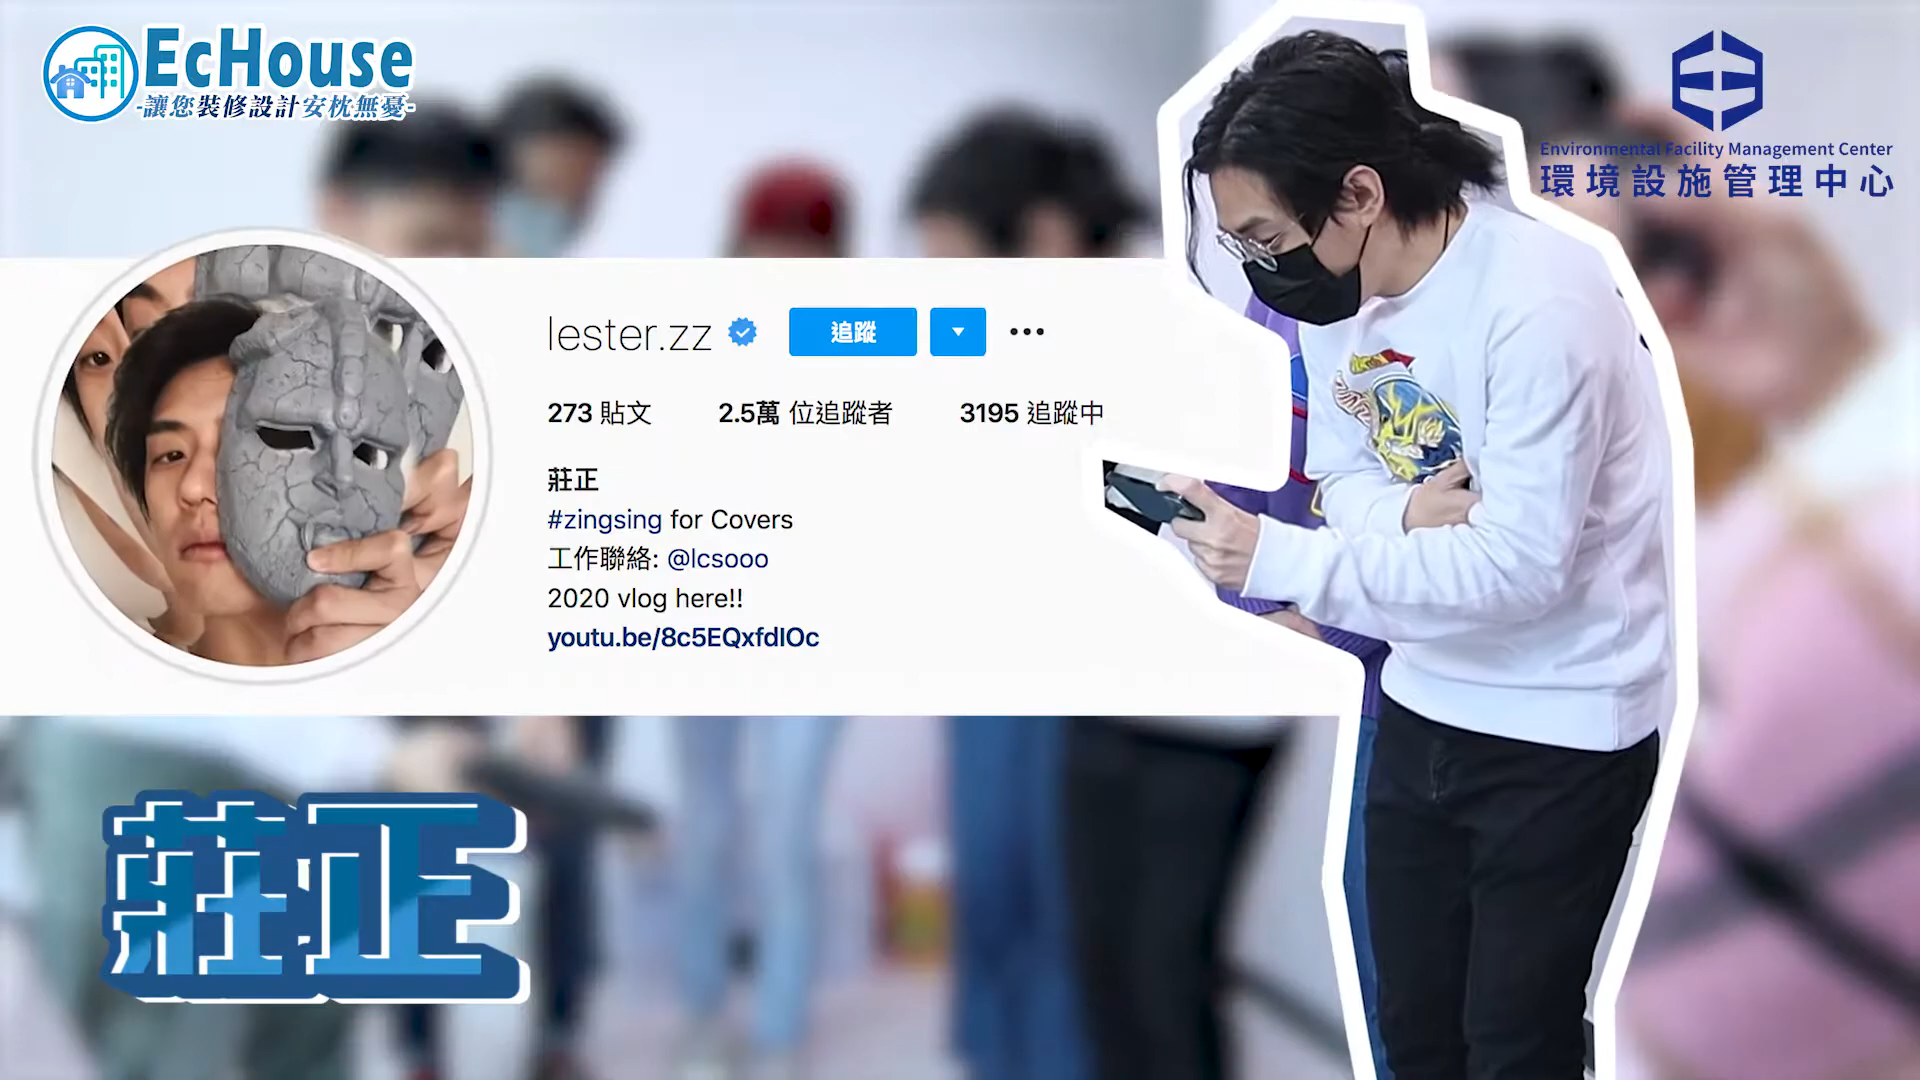 EcHouse
-讓您裝修設計安枕無憂-
Environmental Facility Management Center
環境設施管理中心
lester.zz
追蹤
273 貼文 2.5萬 位追蹤者 3195 追蹤中
莊正
#zingsing for Covers
工作聯絡: @lcsooo
2020 vlog here!!
youtu.be/8c5EQxfdIOc
莊正